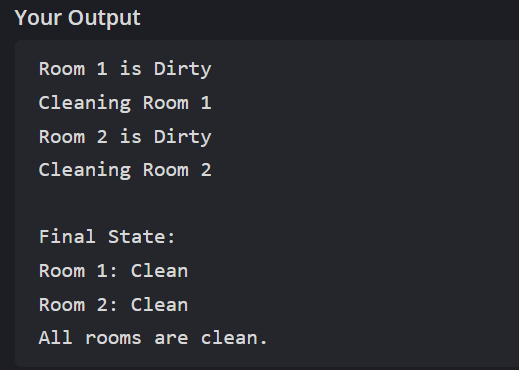 Your Output
Room 1 is Dirty
Cleaning Room 1
Room 2 is Dirty
Cleaning Room 2
Final State:
Room 1: Clean
Room 2: Clean
All rooms are clean.